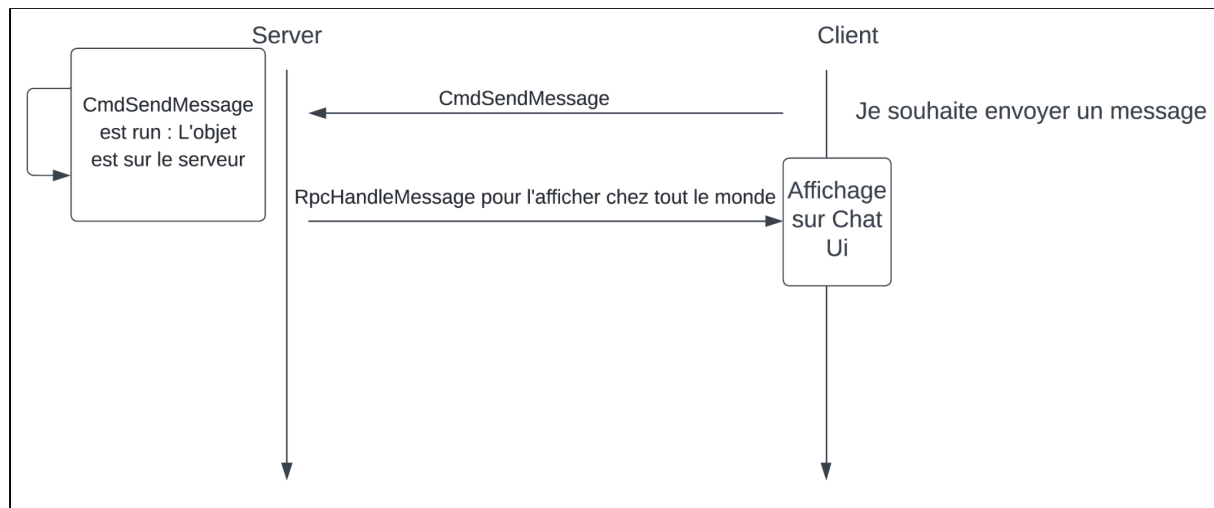 Server
Client
CmdSendMessage
est run : L'objet
est sur le serveur
CmdSendMessage
Je souhaite envoyer un message
RpcHandleMessage pour l'afficher chez tout le monde
Affichage
sur Chat
Ui